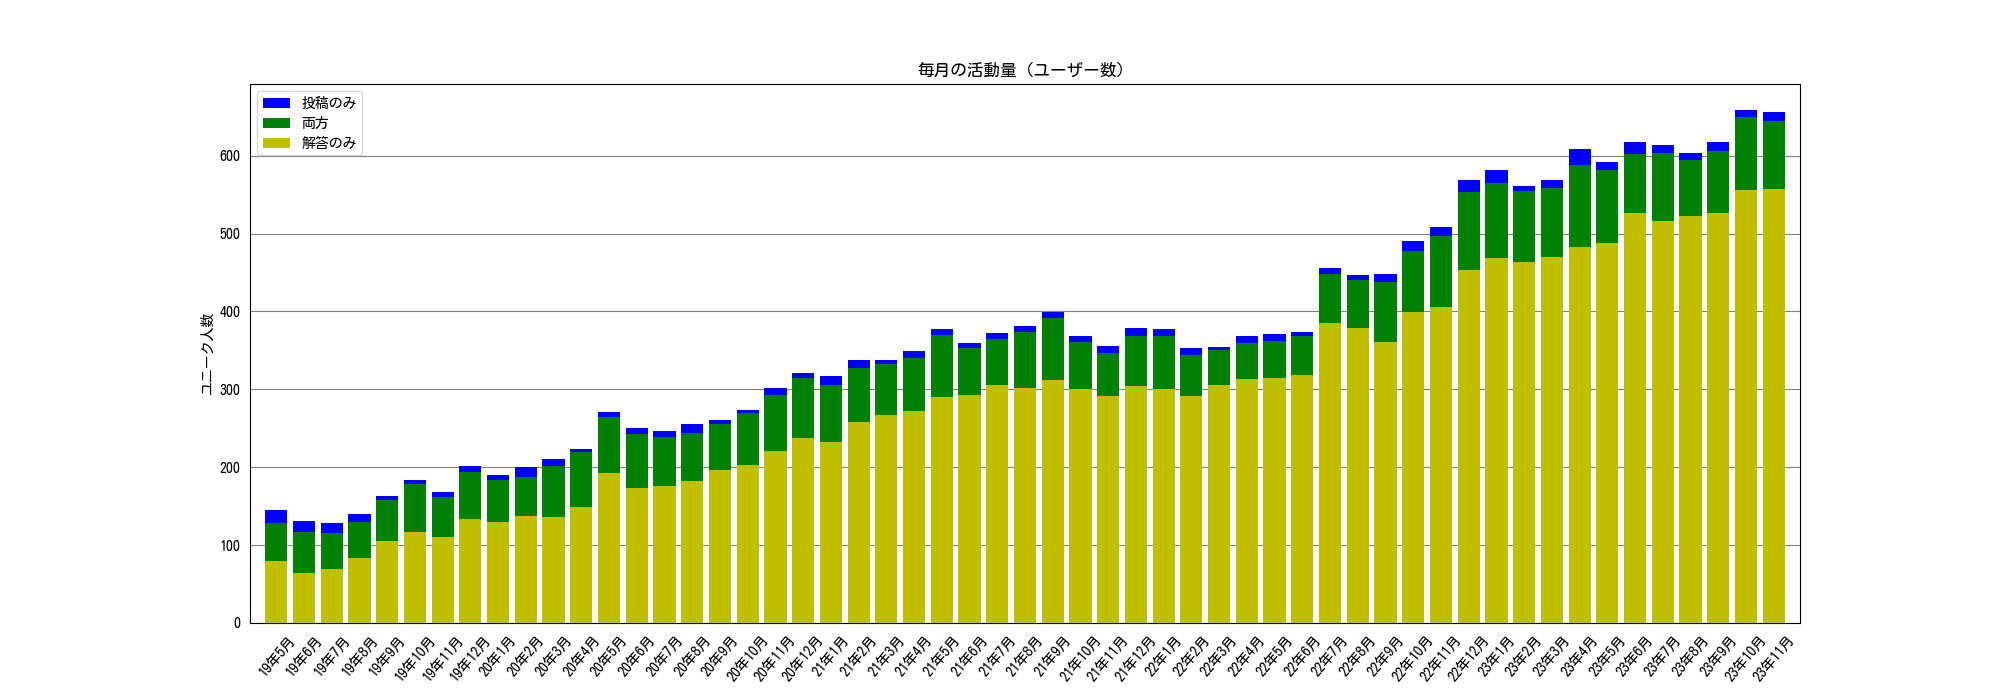 毎月の活動量（ユーザー数）
投稿のみ
両方
解答のみ
ユニーク人数
600
500
400
300
200
100
0
19年5月
19年6月
19年7月
19年8月
19年9月
19年10月
19年11月
19年12月
20年1月
20年2月
20年3月
20年4月
20年5月
20年6月
20年7月
20年8月
20年9月
20年10月
20年11月
20年12月
21年1月
21年2月
21年3月
21年4月
21年5月
21年6月
21年7月
21年8月
21年9月
21年10月
21年11月
21年12月
22年1月
22年2月
22年3月
22年4月
22年5月
22年6月
22年7月
22年8月
22年9月
22年10月
22年11月
22年12月
23年1月
23年2月
23年3月
23年4月
23年5月
23年6月
23年7月
23年8月
23年9月
23年10月
23年11月